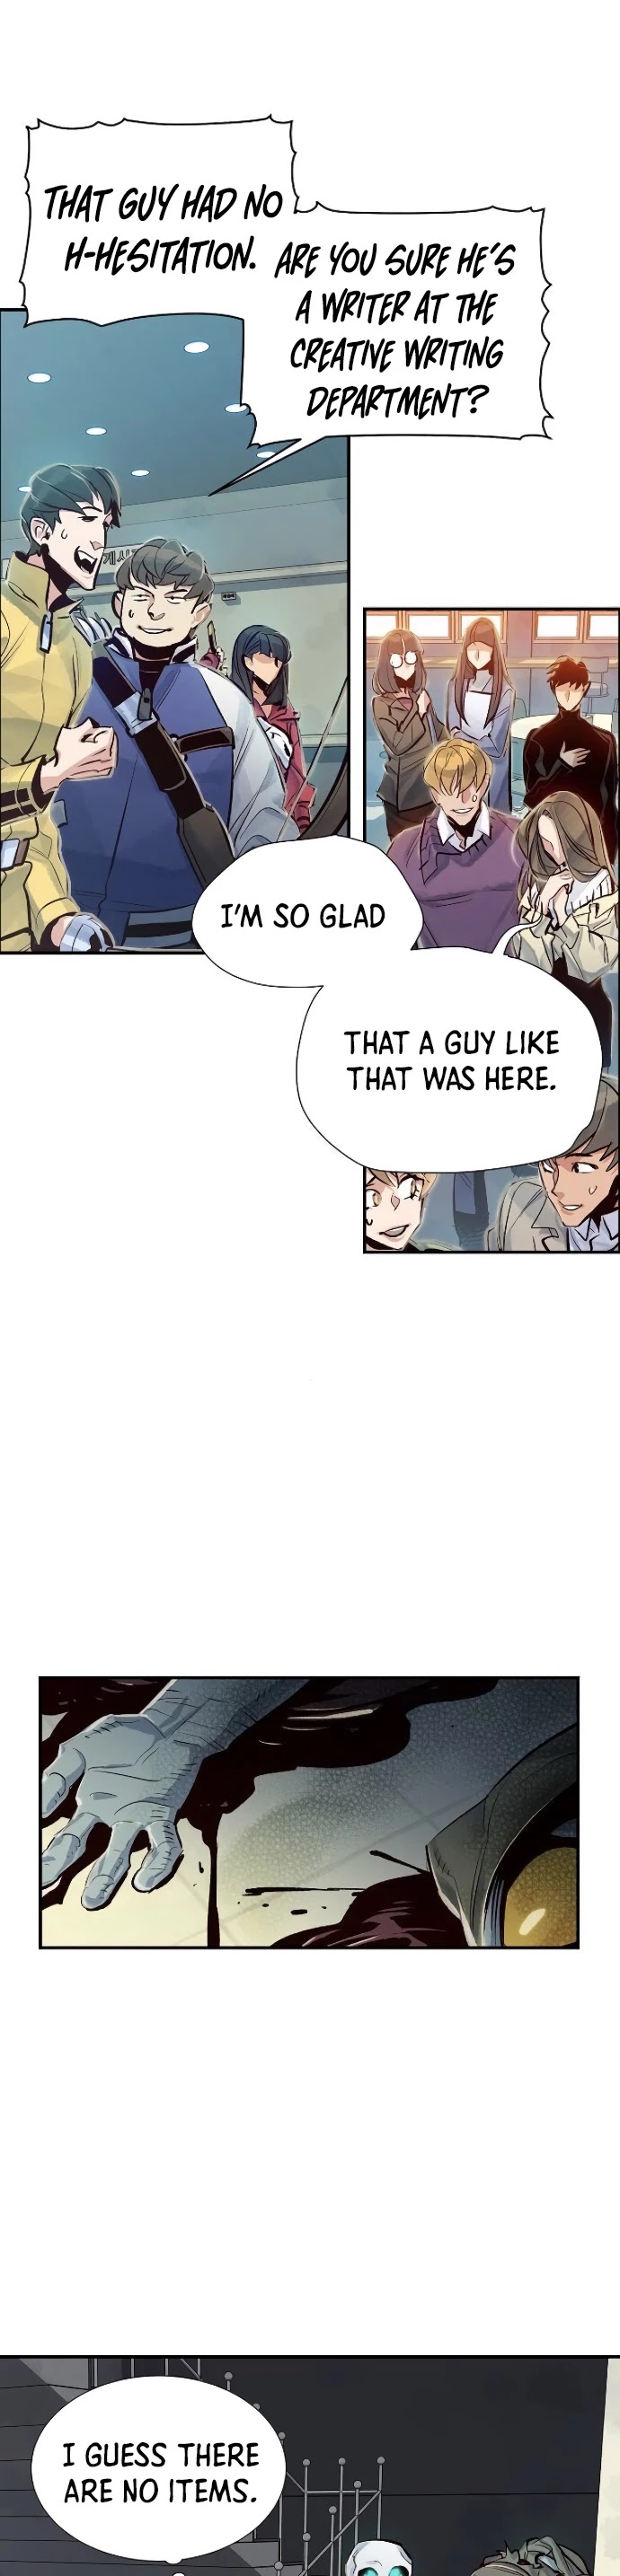 THAT GUY HAD NO
H-HESITATION.
ARE YOU SURE HE'S
A WRITER AT THE
CREATIVE WRITING
DEPARTMENT?
I'M SO GLAD
THAT A GUY LIKE
THAT WAS HERE.
I GUESS THERE
ARE NO ITEMS.